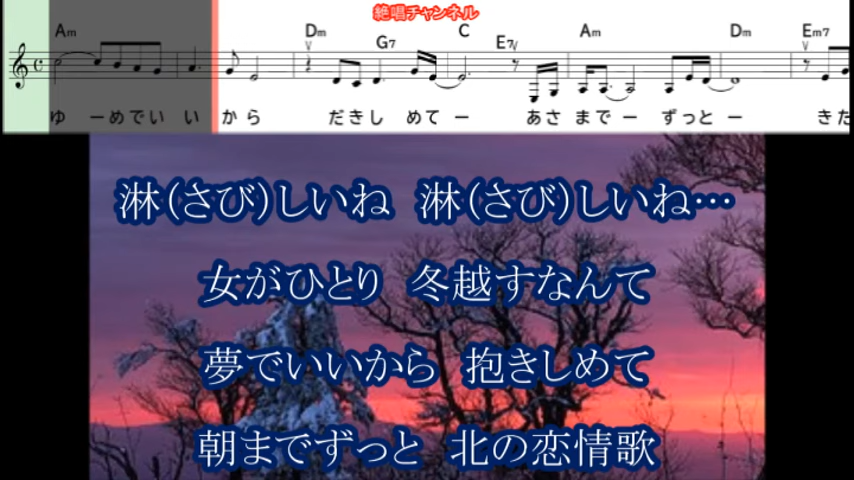 絶唱チャンネル
Am Dm G7 C E7 Am Dm Em7
ゆ ーめでい い から だきし めてー あさ までー ずっとー きた
淋(さび)しいね 淋(さび)しいね…
女がひとり 冬越すなんて
夢でいいから 抱きしめて
朝までずっと 北の恋情歌